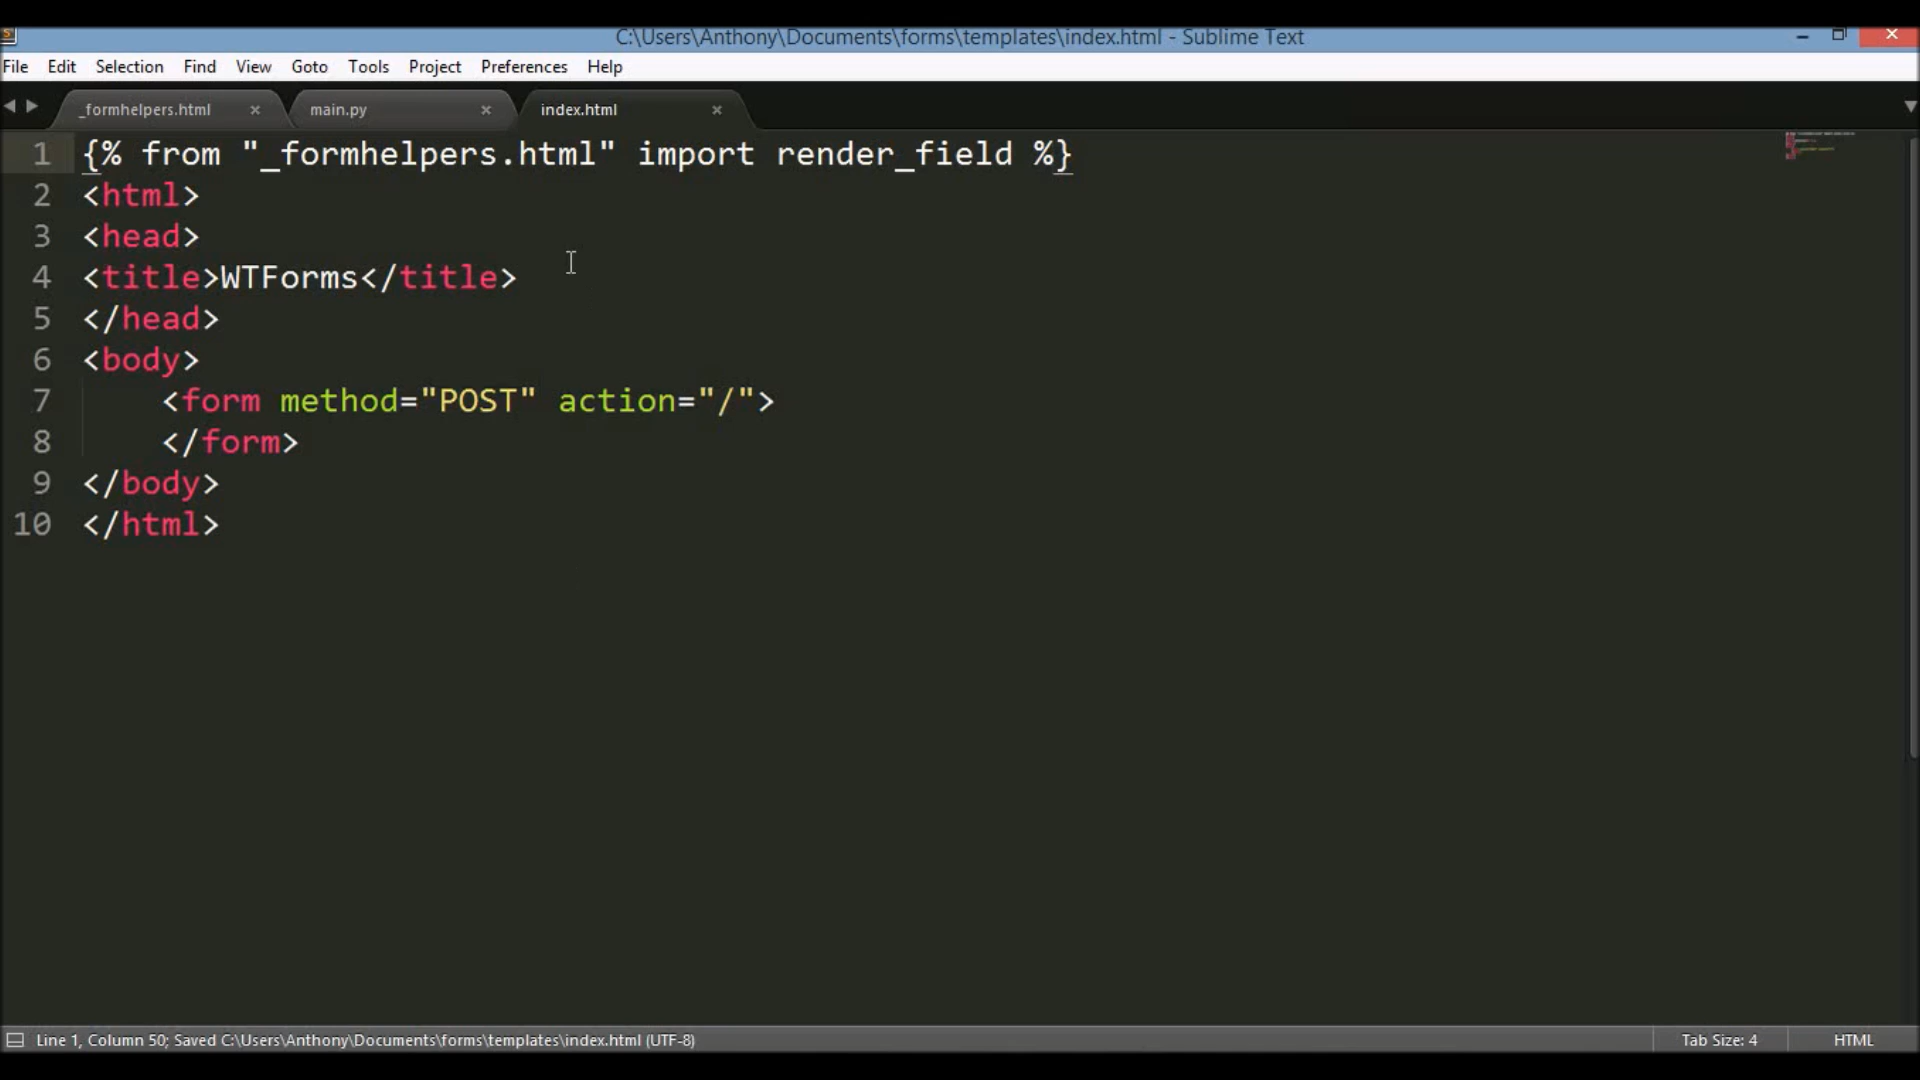 C:\Users\Anthony\Documents\forms\templates\index.html - Sublime Text
File Edit Selection Find View Goto Tools Project Preferences Help
_formhelpers.html × main.py × index.html ×
1 {% from "_formhelpers.html" import render_field %}
2 <html>
3 <head>
4 <title>WTForms</title>
5 </head>
6 <body>
7 <form method="POST" action="/">
8 </form>
9 </body>
10 </html>
Line 1, Column 50; Saved C:\Users\Anthony\Documents\forms\templates\index.html (UTF-8) Tab Size: 4 HTML